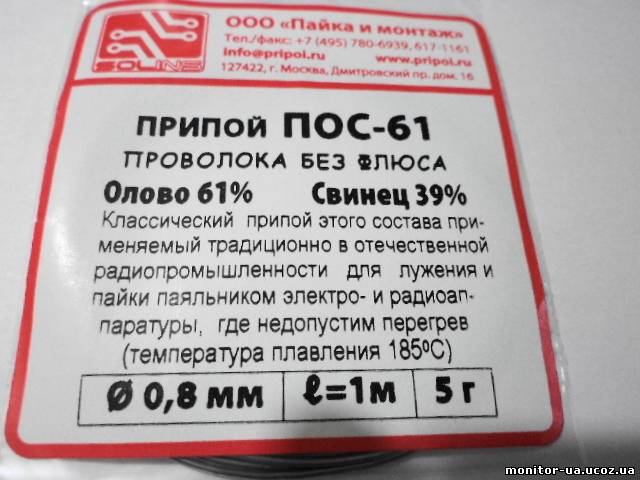 ООО «Пайка и монтаж»
Тел./факс: +7 (495) 780-6939, 617-1161
info@pripoi.ru www.pripoi.ru
127422, г. Москва, Дмитровский пр. дом. 16
SOLINS
ПРИПОЙ ПОС-61
ПРОВОЛОКА БЕЗ ФЛЮСА
Олово 61% Свинец 39%
Классический припой этого состава при-
меняемый традиционно в отечественной
радиопромышленности для лужения и
пайки паяльником электро- и радиоап-
паратуры, где недопустим перегрев
(температура плавления 185ºС)
Ø 0,8 мм ℓ=1м 5 г
monitor-ua.ucoz.ua